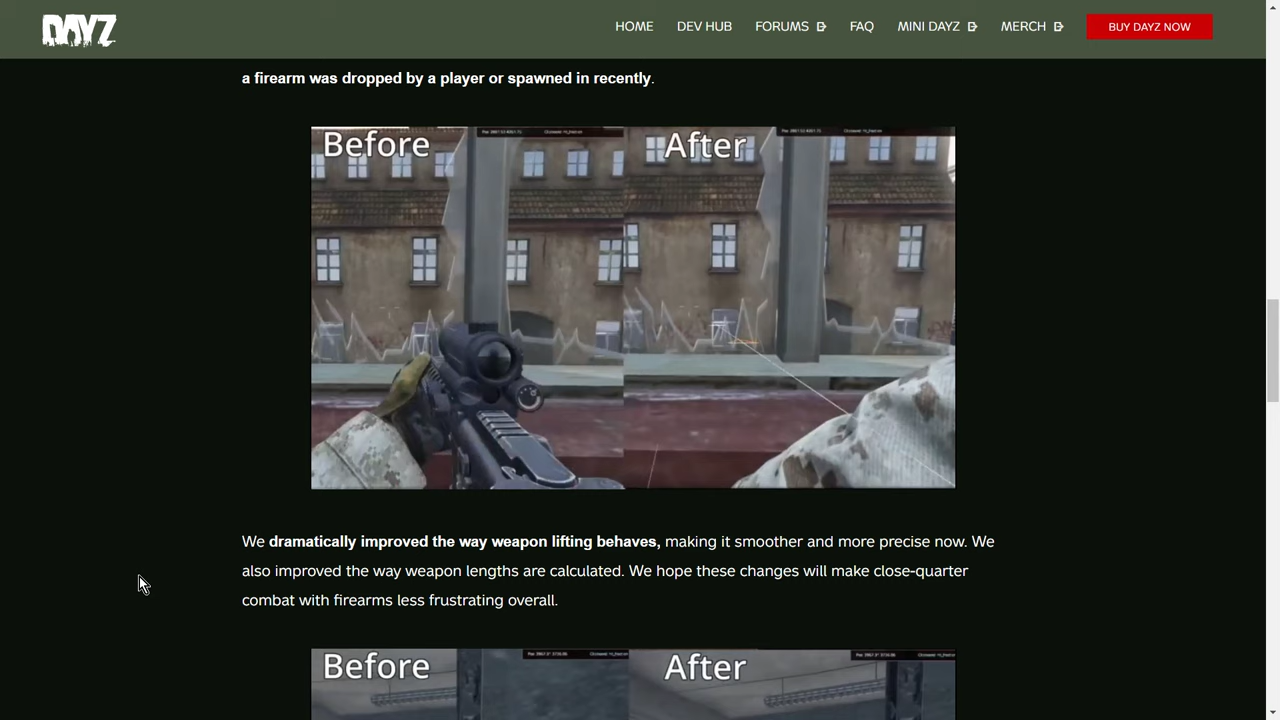 DAYZ
HOME DEV HUB FORUMS FAQ MINI DAYZ MERCH BUY DAYZ NOW
a firearm was dropped by a player or spawned in recently.
Before After
We dramatically improved the way weapon lifting behaves, making it smoother and more precise now. We
also improved the way weapon lengths are calculated. We hope these changes will make close-quarter
combat with firearms less frustrating overall.
Before After